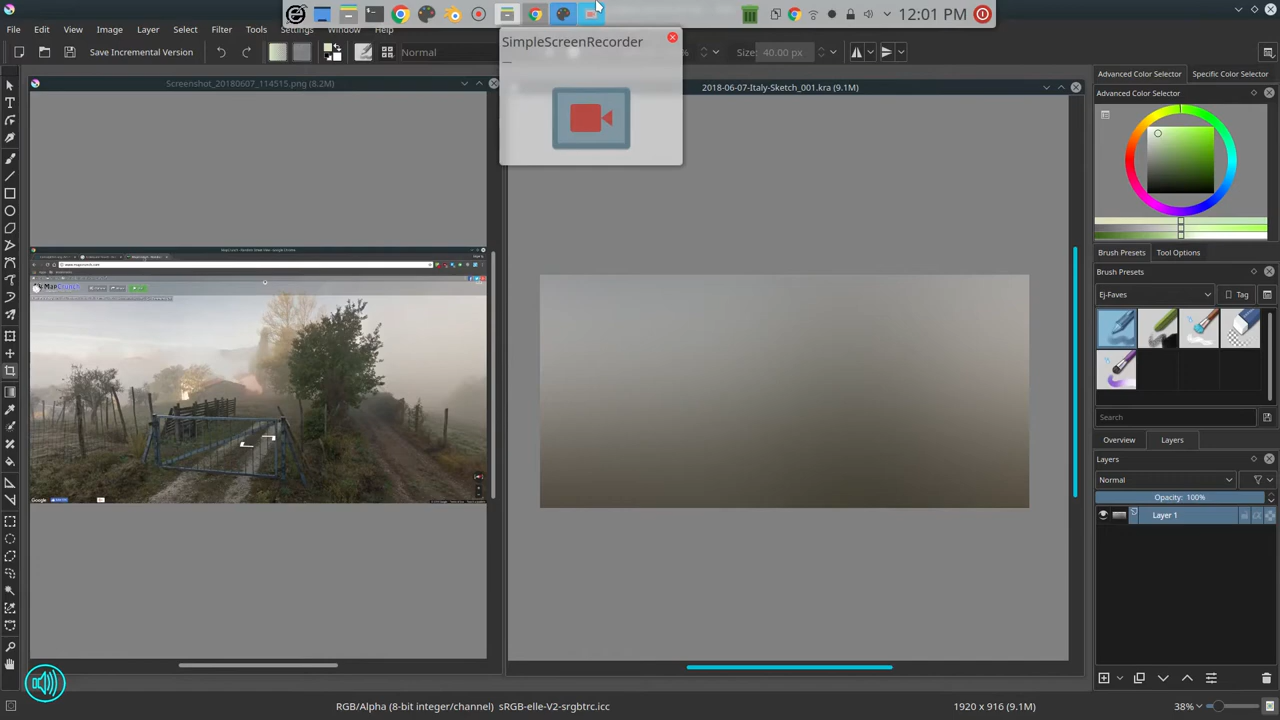 12:01 PM
File
Edit
View
Image
Layer
Select
Filter
Tools
Settings
Window
Help
Save Incremental Version
Normal
Size: 40.00 px
SimpleScreenRecorder
Screenshot_20180607_114515.png (8.2M)
2018-06-07-Italy-Sketch_001.kra (9.1M)
MapCrunch
Google
Advanced Color Selector
Specific Color Selector
Advanced Color Selector
Brush Presets
Tool Options
Brush Presets
Ej-Faves
Tag
Search
Overview
Layers
Layers
Normal
Opacity: 100%
Layer 1
RGB/Alpha (8-bit integer/channel) sRGB-elle-V2-srgbtrc.icc
1920 x 916 (9.1M)
38%